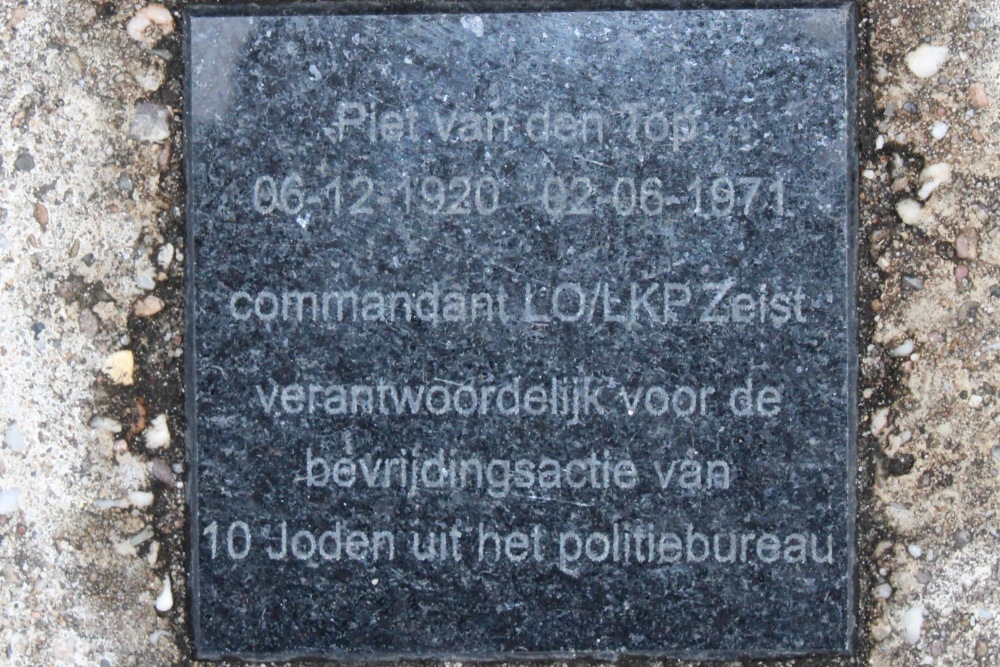 Piet van den Top
06-12-1920 02-06-1971
commandant LO/LKP Zeist
verantwoordelijk voor de
bevrijdingsactie van
10 Joden uit het politiebureau